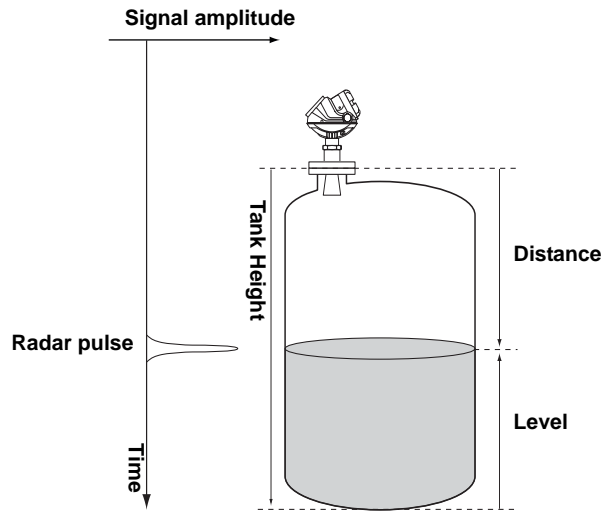 Signal amplitude
Tank Height
Distance
Radar pulse
Level
Time